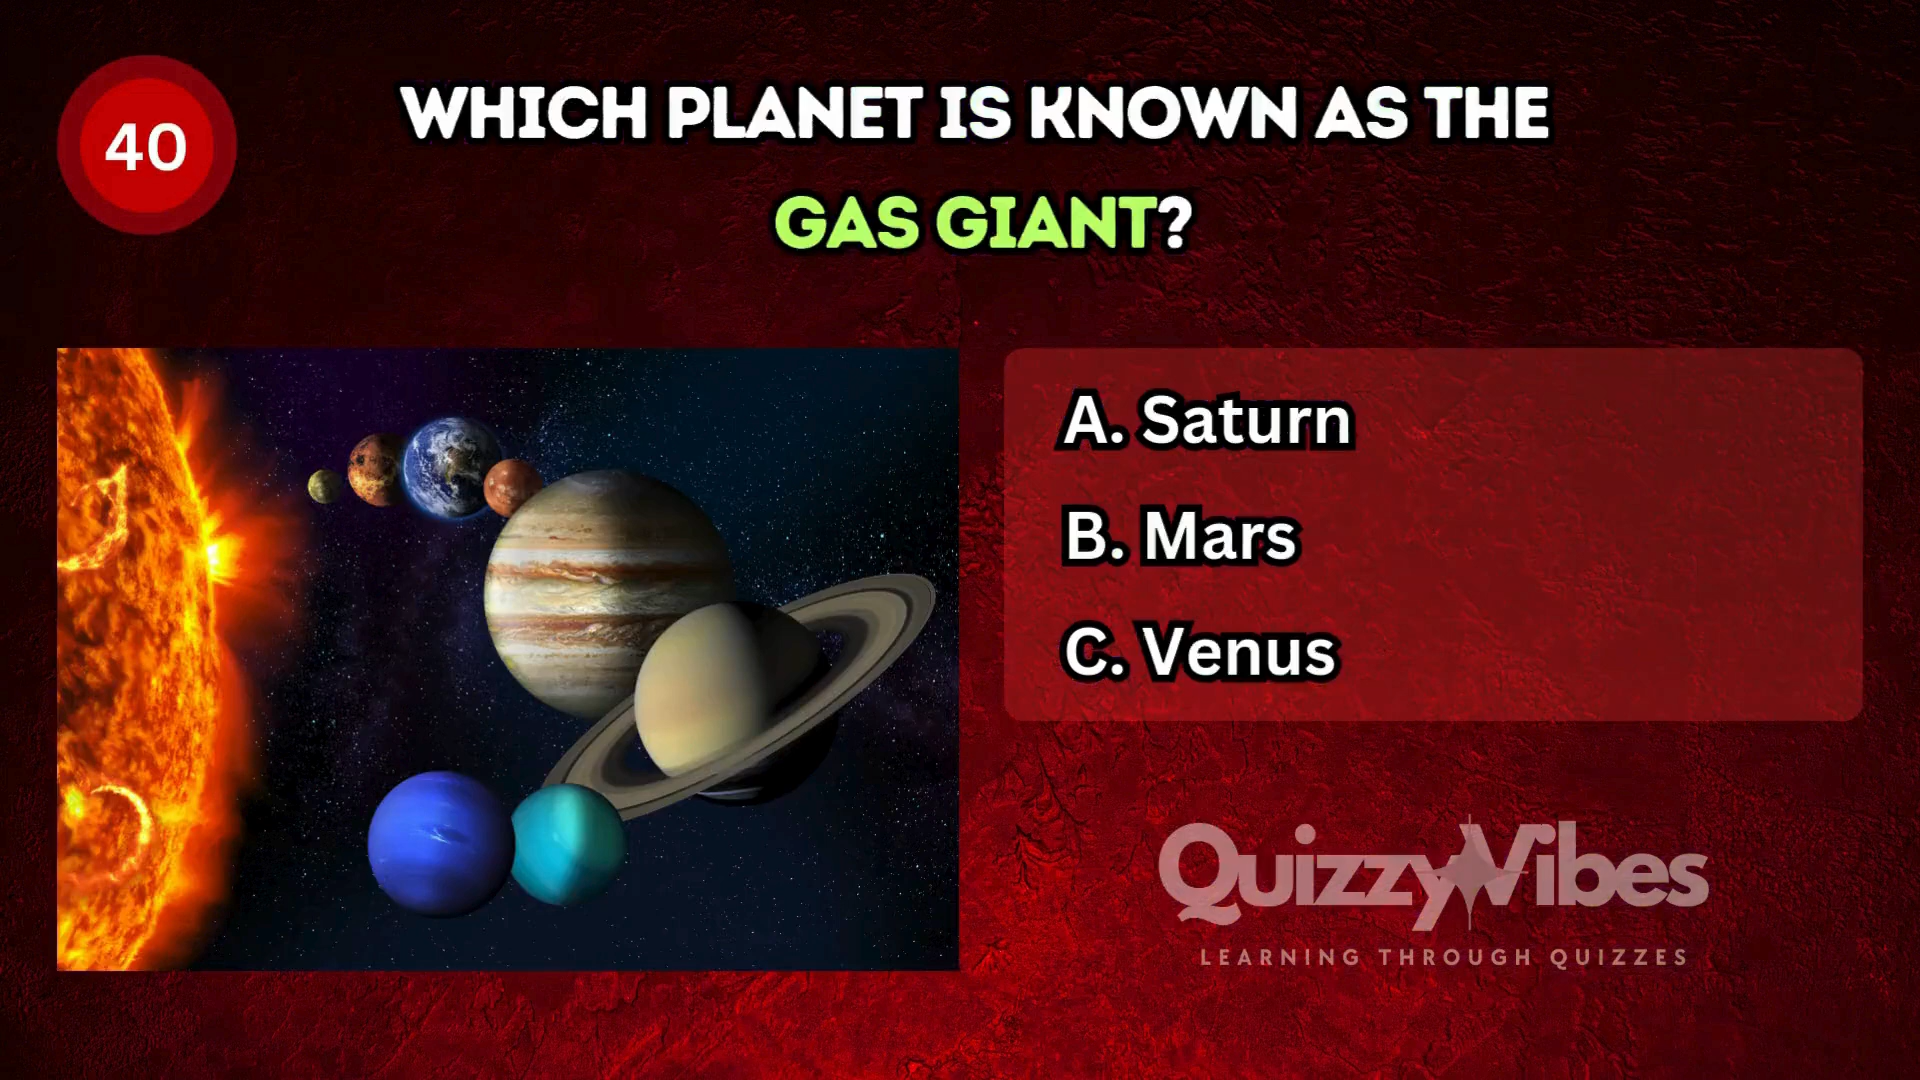 40
WHICH PLANET IS KNOWN AS THE
GAS GIANT?
A. Saturn
B. Mars
C. Venus
QuizzyVibes
LEARNING THROUGH QUIZZES